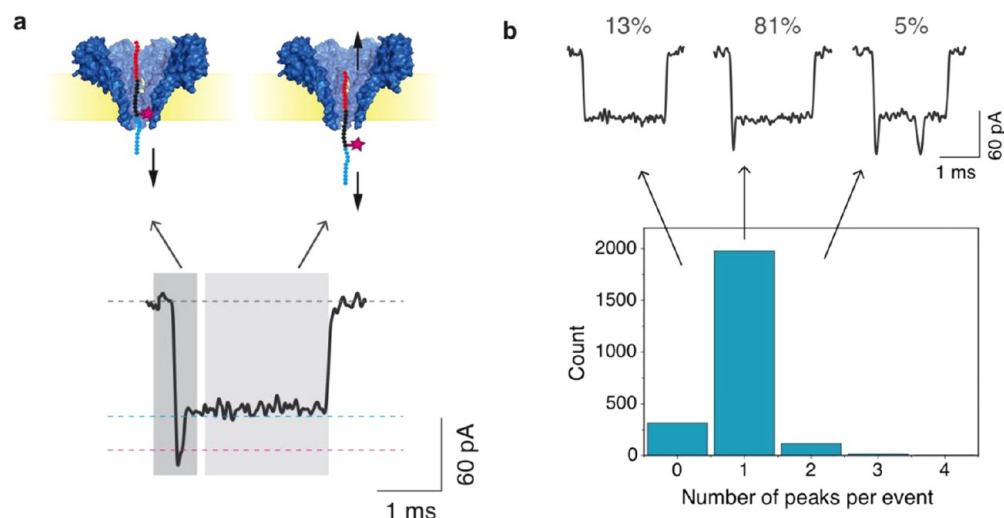 a
60 pA
1 ms
b
13% 81% 5%
60 pA
1 ms
2000
1500
1000
500
0
Count
0 1 2 3 4
Number of peaks per event